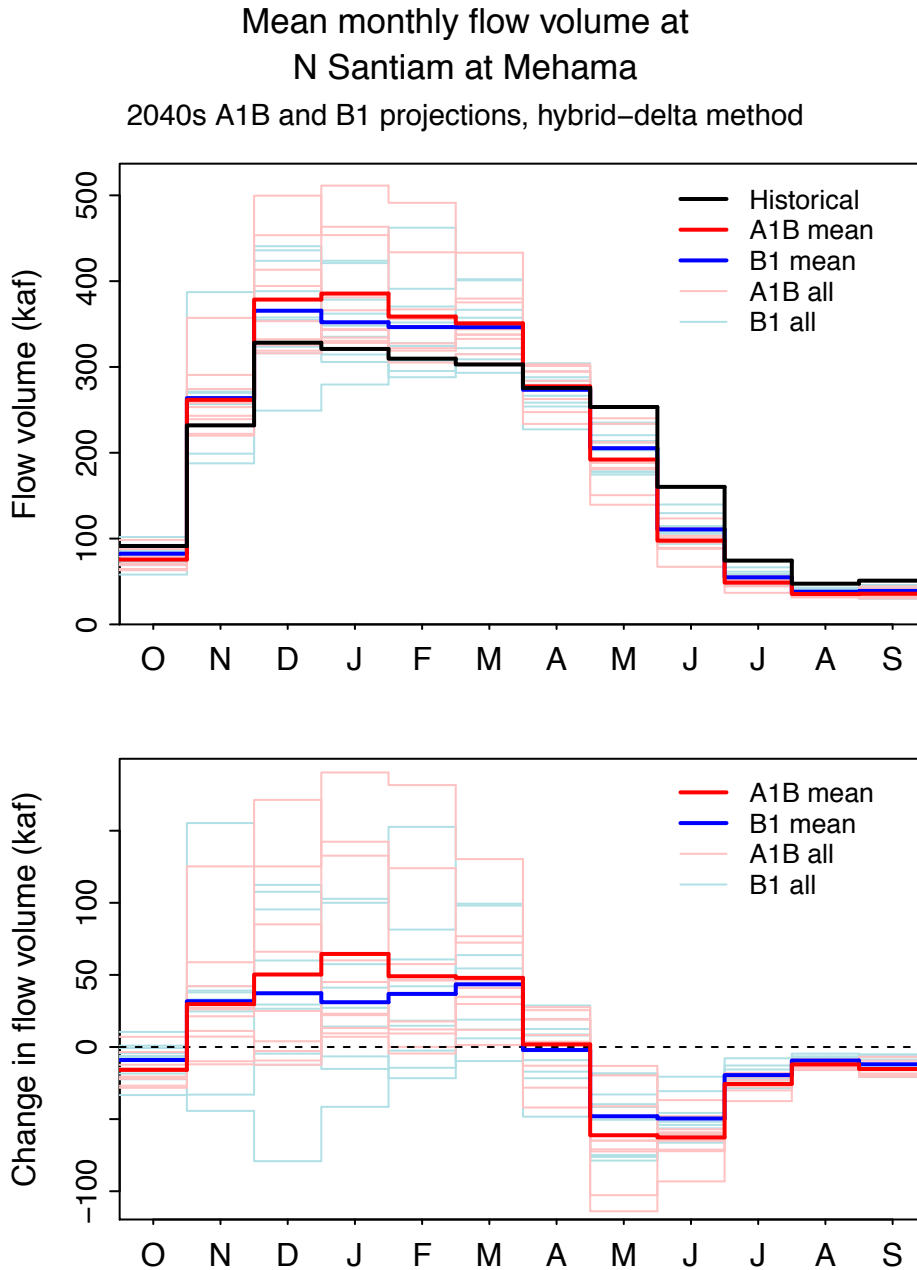 Mean monthly flow volume at
N Santiam at Mehama
2040s A1B and B1 projections, hybrid−delta method
Flow volume (kaf)
500
400
300
200
100
0
Historical
A1B mean
B1 mean
A1B all
B1 all
O N D J F M A M J J A S
Change in flow volume (kaf)
100
50
0
−100
A1B mean
B1 mean
A1B all
B1 all
O N D J F M A M J J A S